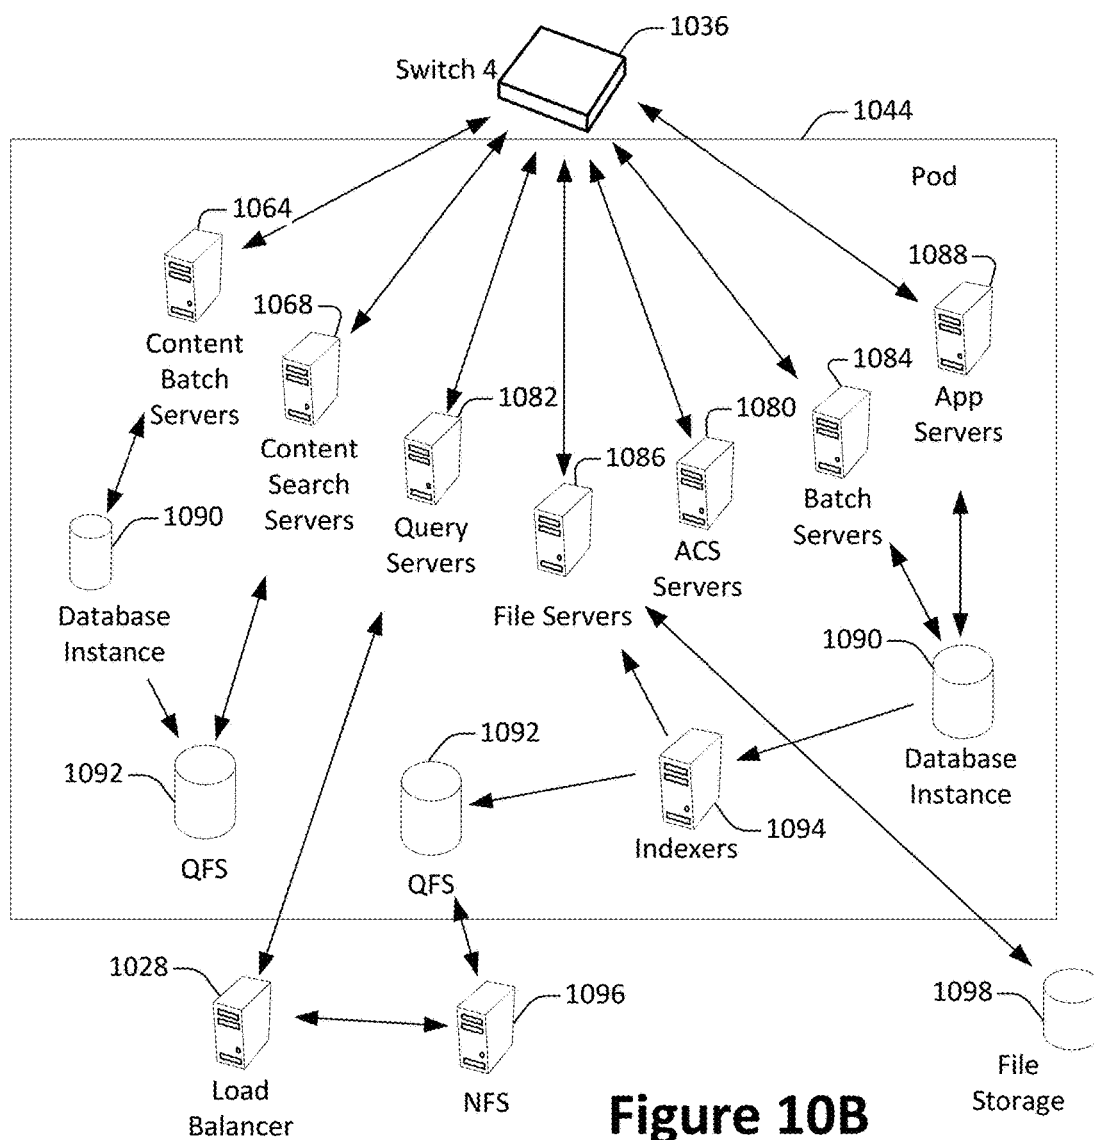 1036
Switch 4
1044
Pod
1064
Content
Batch
Servers
1068
Content
Search
Servers
1082
Query
Servers
1086
File Servers
1080
ACS
Servers
1084
Batch
Servers
1088
App
Servers
1090
Database
Instance
1090
Database
Instance
1092
QFS
1092
QFS
1094
Indexers
1028
Load
Balancer
1096
NFS
1098
File
Storage
Figure 10B